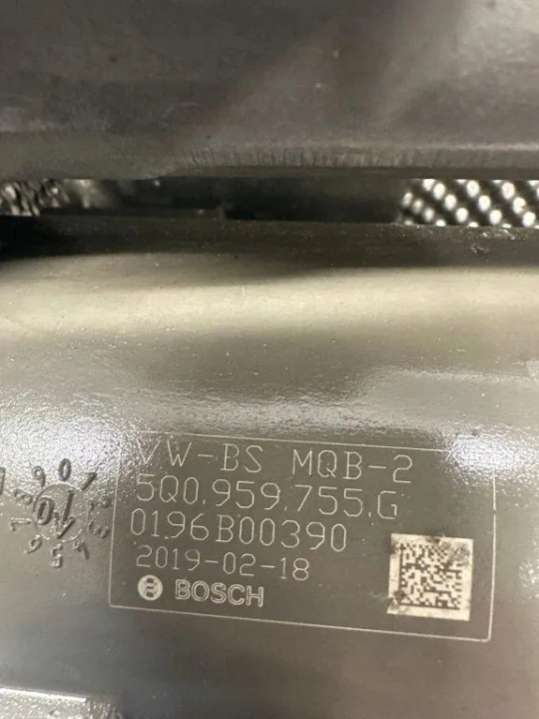 VW-BS MQB-2
5Q0.959.755.G
0196B00390
2019-02-18
BOSCH